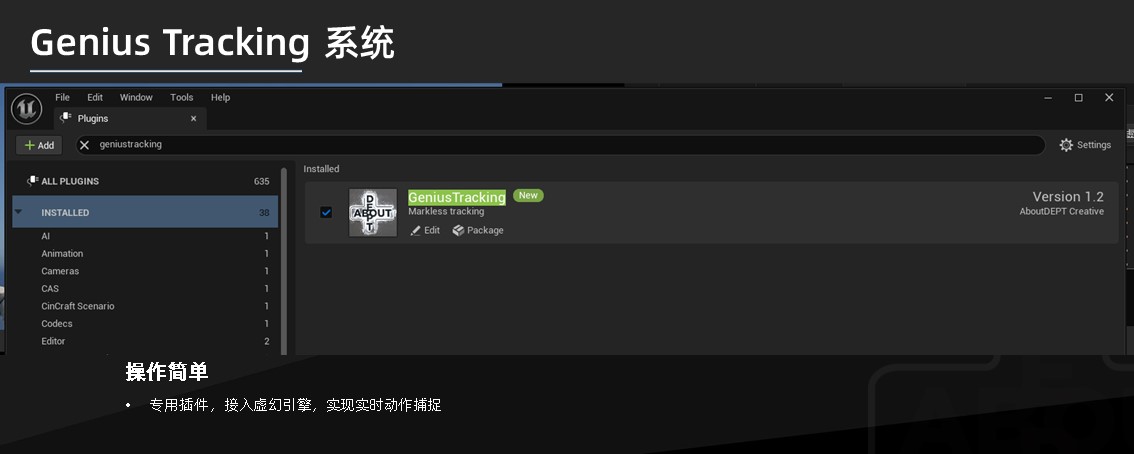 Genius Tracking 系统
File Edit Window Tools Help
Plugins
Add
geniustracking
Settings
ALL PLUGINS 635
INSTALLED 38
AI 1
Animation 1
Cameras 1
CAS 1
CinCraft Scenario 1
Codecs 1
Editor 2
Installed
DEPT
ABOUT
GeniusTracking New
Markless tracking
Edit Package
Version 1.2
AboutDEPT Creative
操作简单
• 专用插件，接入虚幻引擎，实现实时动作捕捉